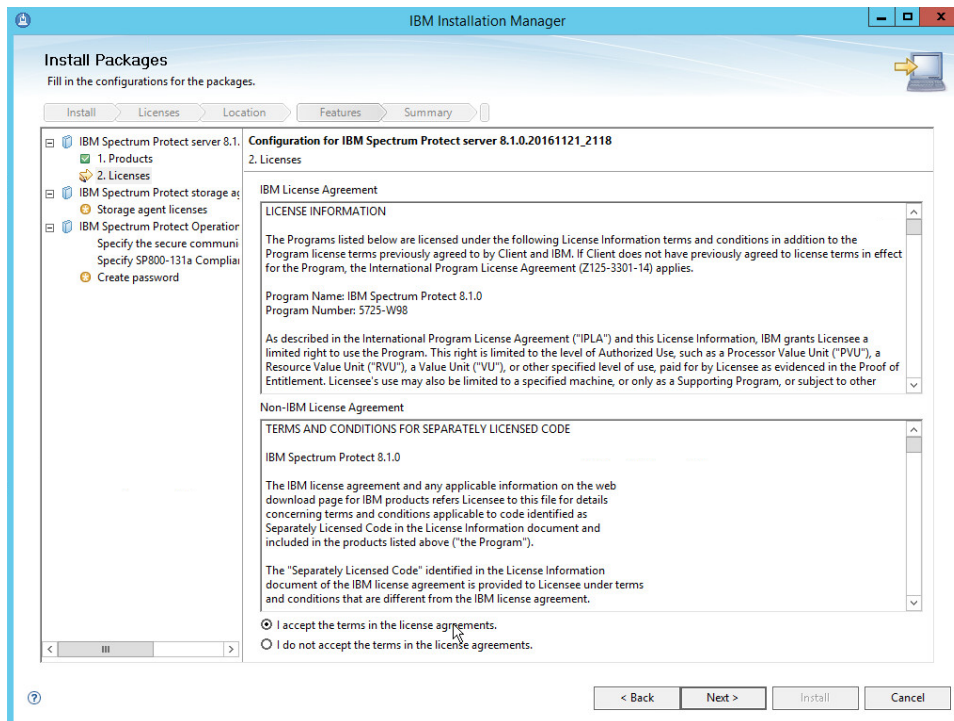 IBM Installation Manager
Install Packages
Fill in the configurations for the packages.
Install
Licenses
Location
Features
Summary
IBM Spectrum Protect server 8.1.
1. Products
2. Licenses
IBM Spectrum Protect storage ag
Storage agent licenses
IBM Spectrum Protect Operation
Specify the secure communi
Specify SP800-131a Complian
Create password
Configuration for IBM Spectrum Protect server 8.1.0.20161121_2118
2. Licenses
IBM License Agreement
LICENSE INFORMATION
The Programs listed below are licensed under the following License Information terms and conditions in addition to the
Program license terms previously agreed to by Client and IBM. If Client does not have previously agreed to license terms in effect
for the Program, the International Program License Agreement (Z125-3301-14) applies.
Program Name: IBM Spectrum Protect 8.1.0
Program Number: 5725-W98
As described in the International Program License Agreement ("IPLA") and this License Information, IBM grants Licensee a
limited right to use the Program. This right is limited to the level of Authorized Use, such as a Processor Value Unit ("PVU"), a
Resource Value Unit ("RVU"), a Value Unit ("VU"), or other specified level of use, paid for by Licensee as evidenced in the Proof of
Entitlement. Licensee's use may also be limited to a specified machine, or only as a Supporting Program, or subject to other
Non-IBM License Agreement
TERMS AND CONDITIONS FOR SEPARATELY LICENSED CODE
IBM Spectrum Protect 8.1.0
The IBM license agreement and any applicable information on the web
download page for IBM products refers Licensee to this file for details
concerning terms and conditions applicable to code identified as
Separately Licensed Code in the License Information document and
included in the products listed above ("the Program").
The "Separately Licensed Code" identified in the License Information
document of the IBM license agreement is provided to Licensee under terms
and conditions that are different from the IBM license agreement.
I accept the terms in the license agreements.
I do not accept the terms in the license agreements.
< Back
Next >
Install
Cancel